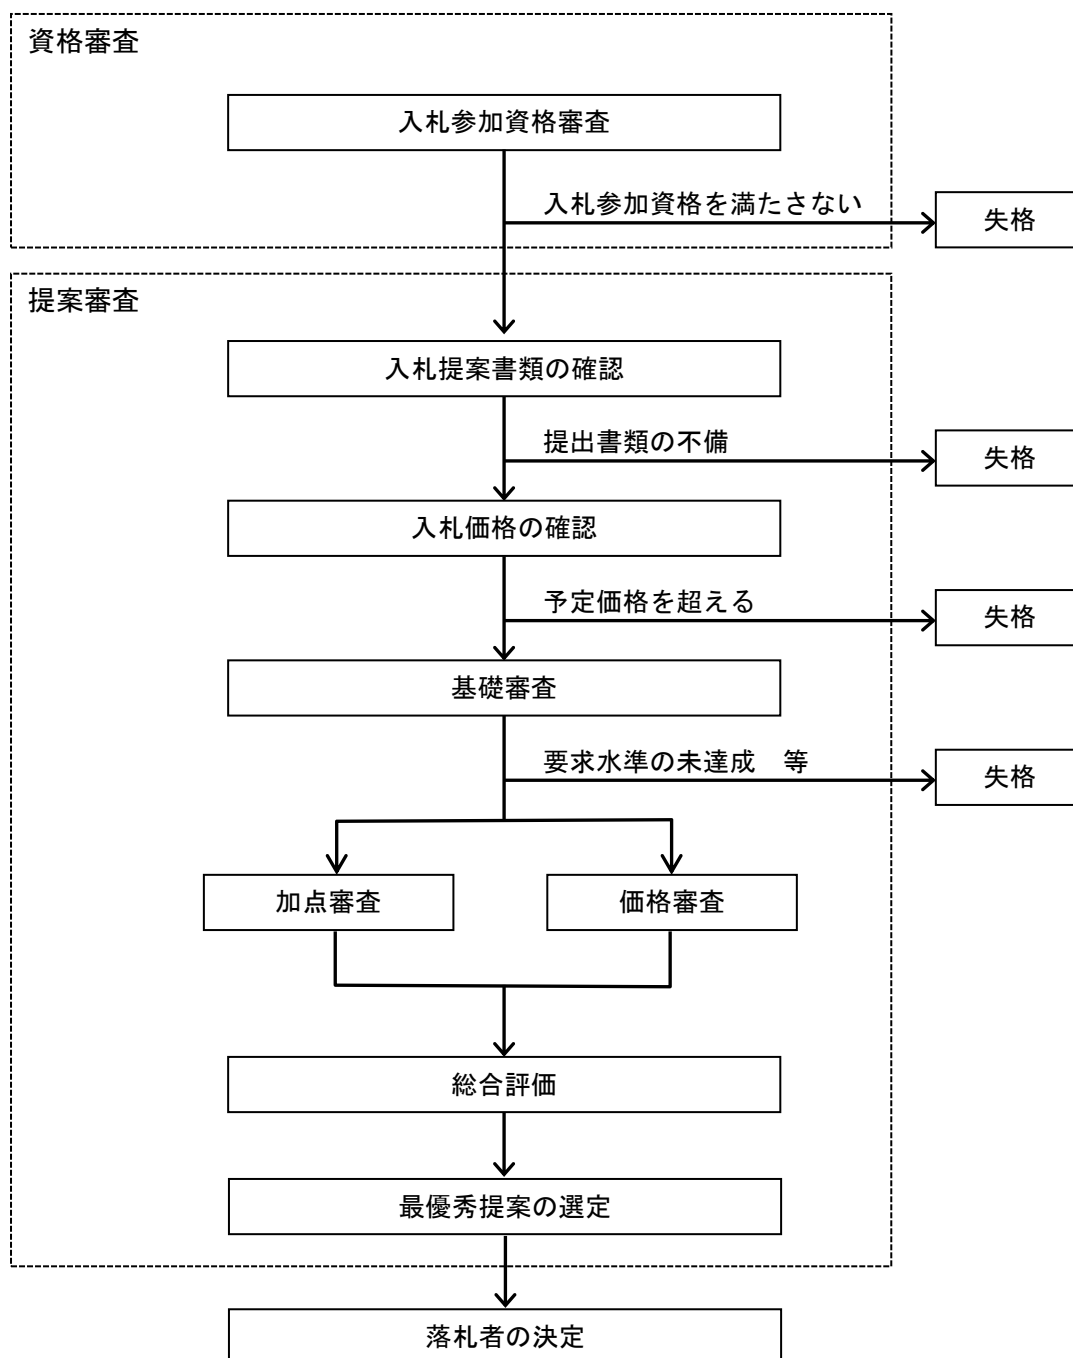 資格審査
入札参加資格審査
入札参加資格を満たさない
失格
提案審査
入札提案書類の確認
提出書類の不備
失格
入札価格の確認
予定価格を超える
失格
基礎審査
要求水準の未達成　等
失格
加点審査
価格審査
総合評価
最優秀提案の選定
落札者の決定